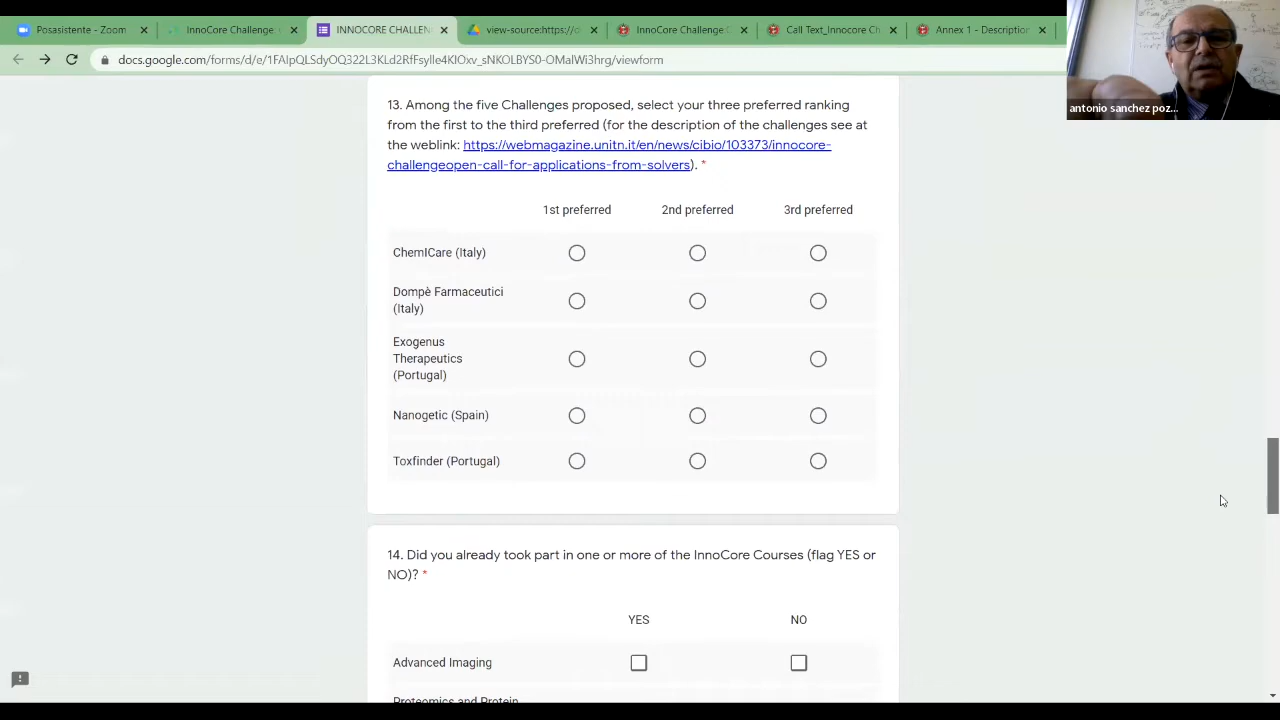 Posasistente - Zoom
InnoCore Challenge.
INNOCORE CHALLEN
view-source:https://d
InnoCore Challenge
Call Text_Innocore Ch
Annex 1 - Description
docs.google.com/forms/d/e/1FAIpQLSdyOQ322L3KLd2RfFsylle4KIOxv_sNKOLBYS0-OMaIWi3hrg/viewform
antonio sanchez poz...
13. Among the five Challenges proposed, select your three preferred ranking
from the first to the third preferred (for the description of the challenges see at
the weblink: https://webmagazine.unitn.it/en/news/cibio/103373/innocore-
challengeopen-call-for-applications-from-solvers). *
1st preferred 2nd preferred 3rd preferred
ChemICare (Italy)
Dompè Farmaceutici
(Italy)
Exogenus
Therapeutics
(Portugal)
Nanogetic (Spain)
Toxfinder (Portugal)
14. Did you already took part in one or more of the InnoCore Courses (flag YES or
NO)? *
YES NO
Advanced Imaging
Proteomics and Protein